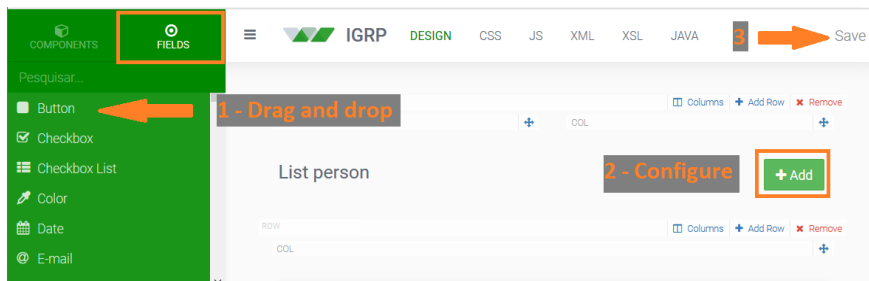 COMPONENTS FIELDS IGRP DESIGN CSS JS XML XSL JAVA 3 Save
Pesquisar...
Button 1 - Drag and drop Columns Add Row Remove
COL
Checkbox
Checkbox List List person 2 - Configure Add
Color
Date ROW Columns Add Row Remove
COL
@ E-mail